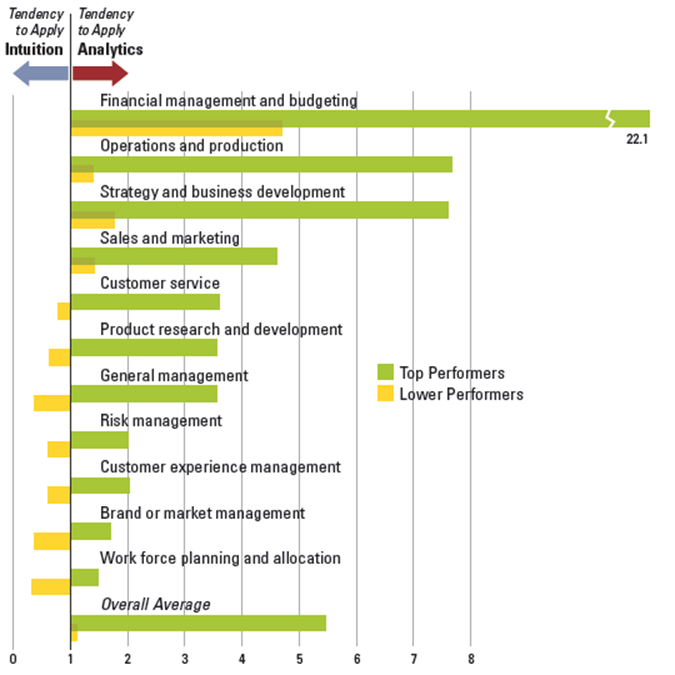 Tendency
to Apply
Intuition
Tendency
to Apply
Analytics
Financial management and budgeting
22.1
Operations and production
Strategy and business development
Sales and marketing
Customer service
Product research and development
General management
Top Performers
Lower Performers
Risk management
Customer experience management
Brand or market management
Work force planning and allocation
Overall Average
0 1 2 3 4 5 6 7 8